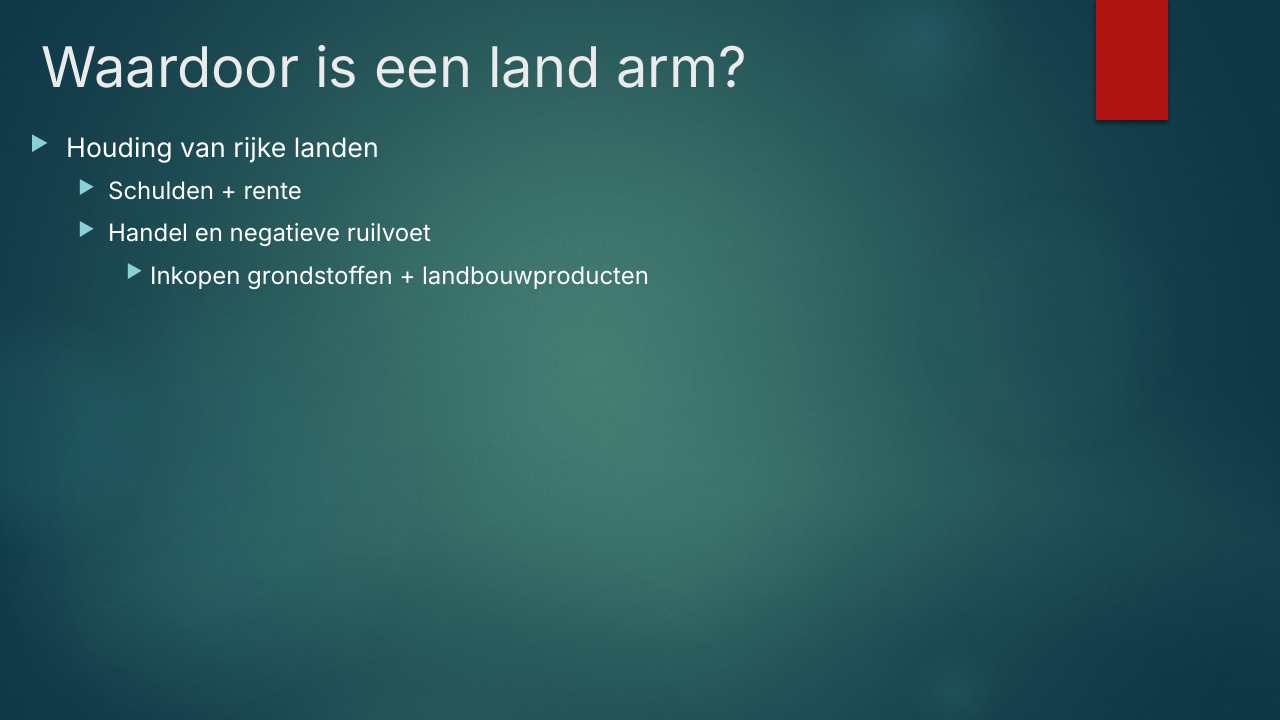 Waardoor is een land arm?
Houding van rijke landen
Schulden + rente
Handel en negatieve ruilvoet
Inkopen grondstoffen + landbouwproducten